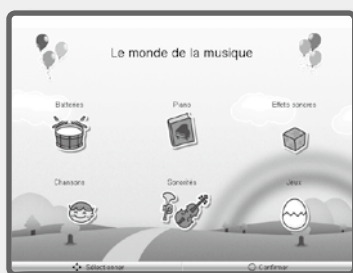 Le monde de la musique
Batteries Piano Effets sonores
Chansons Sonorités Jeux
Sélectionner Confirmer